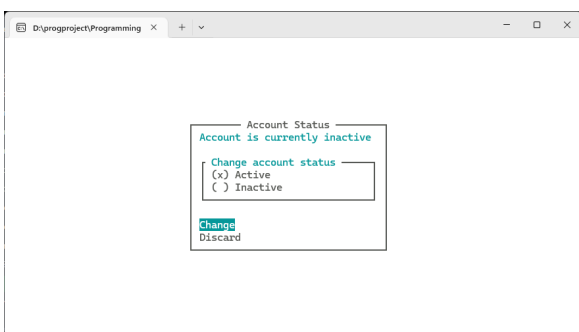 D:\progproject\Programming
Account Status
Account is currently inactive
Change account status
(x) Active
( ) Inactive
Change
Discard